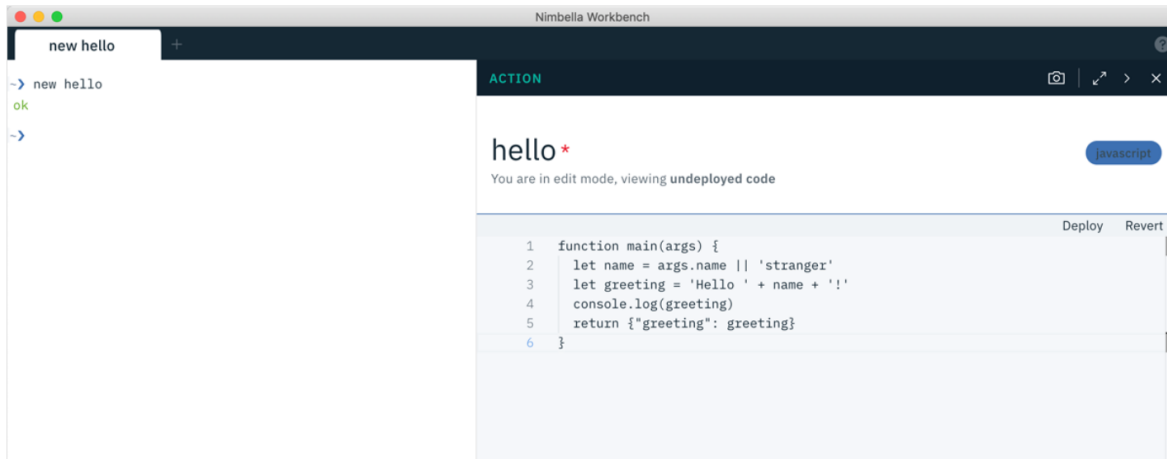 Nimbella Workbench
new hello +
~❯ new hello
ok
~❯
ACTION
hello *
javascript
You are in edit mode, viewing undeployed code
Deploy Revert
1 function main(args) {
2 let name = args.name || 'stranger'
3 let greeting = 'Hello ' + name + '!'
4 console.log(greeting)
5 return {"greeting": greeting}
6 }